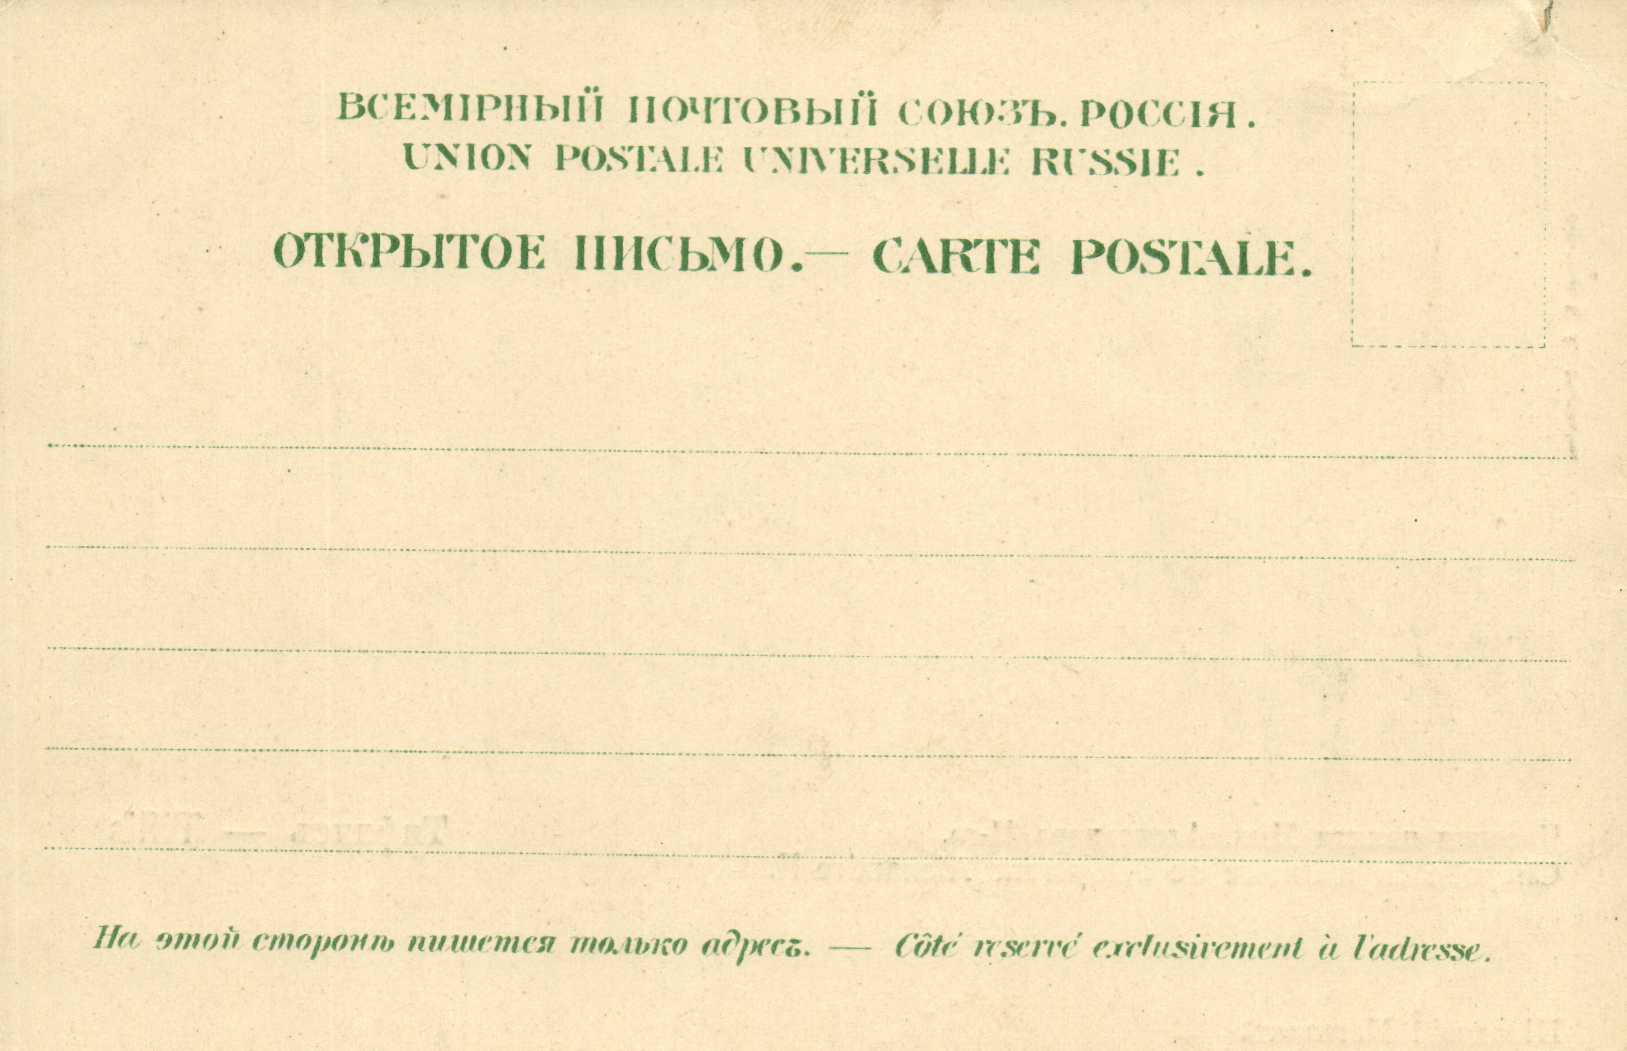 ВСЕМІРНЫЙ ПОЧТОВЫЙ СОЮЗЪ. РОССІЯ.
UNION POSTALE UNIVERSELLE RUSSIE.
ОТКРЫТОЕ ПИСЬМО.— CARTE POSTALE.
На этой сторонѣ пишется только адресъ. — Côté reservé exclusivement à l'adresse.